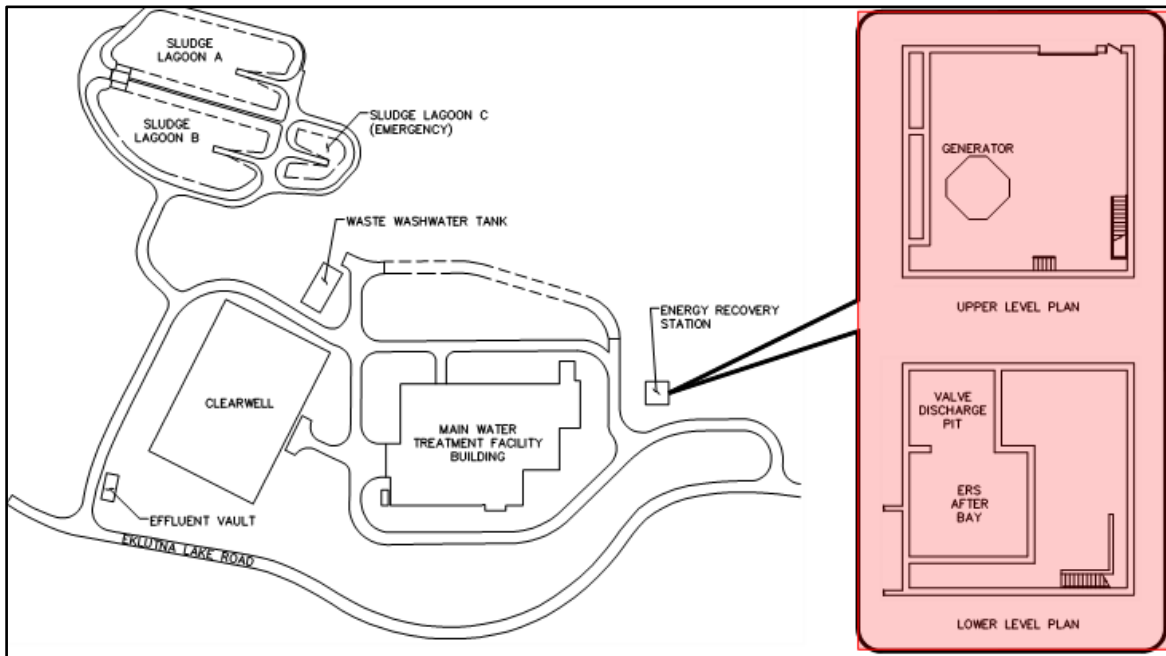 SLUDGE
LAGOON A
SLUDGE
LAGOON B
SLUDGE LAGOON C
(EMERGENCY)
WASTE WASHWATER TANK
ENERGY RECOVERY
STATION
CLEARWELL
MAIN WATER
TREATMENT FACILITY
BUILDING
EFFLUENT VAULT
EKLUTNA LAKE ROAD
GENERATOR
UPPER LEVEL PLAN
VALVE
DISCHARGE
PIT
ERS
AFTER
BAY
LOWER LEVEL PLAN